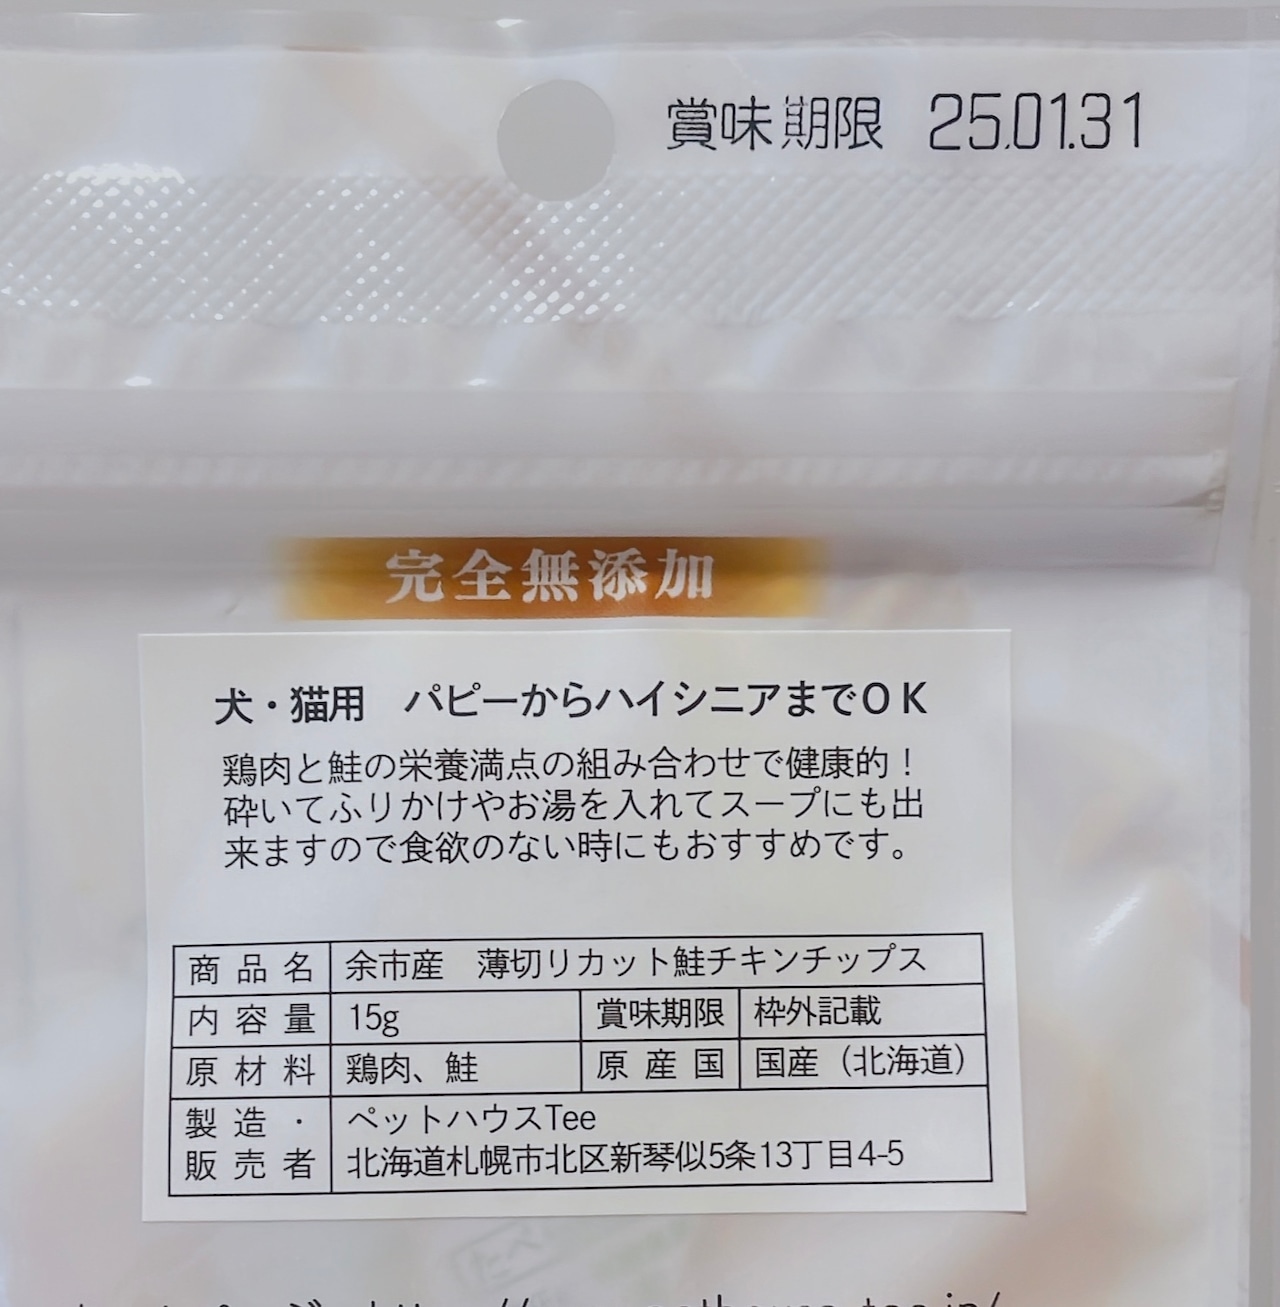 賞味期限 25.01.31
完全無添加
犬・猫用 パピーからハイシニアまでOK
鶏肉と鮭の栄養満点の組み合わせで健康的！
砕いてふりかけやお湯を入れてスープにも出
来ますので食欲のない時にもおすすめです。
商品名 余市産 薄切りカット鮭チキンチップス
内容量 15g 賞味期限 枠外記載
原材料 鶏肉、鮭 原産国 国産（北海道）
製造・ ペットハウスTee
販売者 北海道札幌市北区新琴似5条13丁目4-5